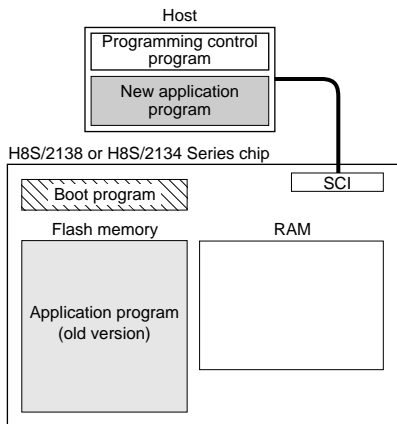 Host
Programming control
program
New application
program
H8S/2138 or H8S/2134 Series chip
SCI
Boot program
Flash memory
RAM
Application program
(old version)